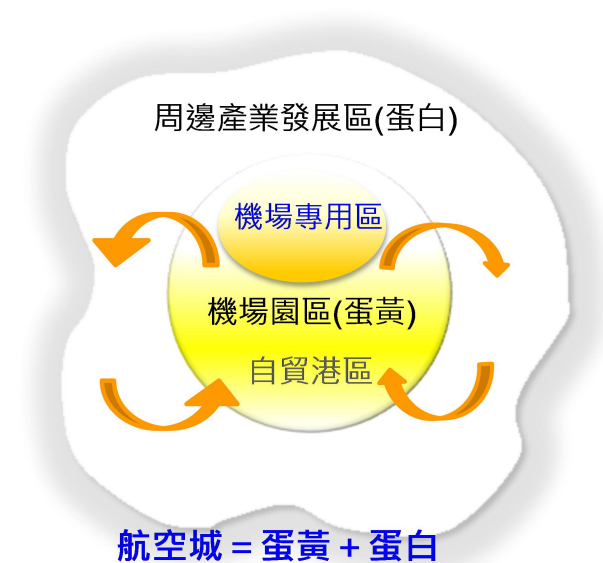 周邊產業發展區(蛋白)
機場專用區
機場園區(蛋黃)
自貿港區
航空城 = 蛋黃 + 蛋白